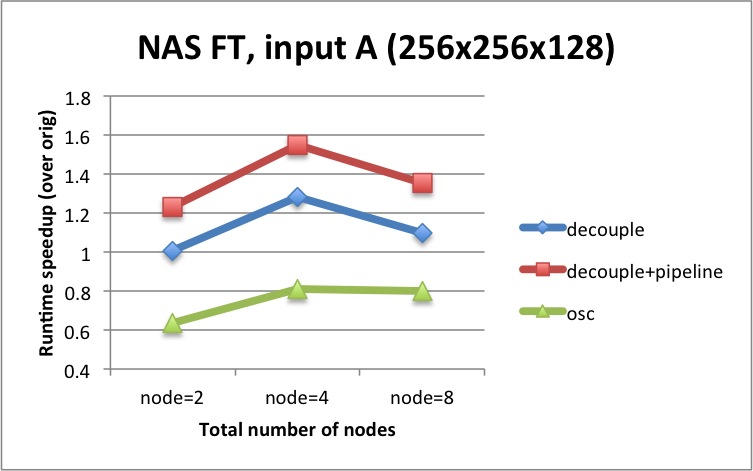 NAS FT, input A (256x256x128)
Runtime speedup (over orig)
1.8
1.6
1.4
1.2
1
0.8
0.6
0.4
node=2
node=4
node=8
Total number of nodes
decouple
decouple+pipeline
osc